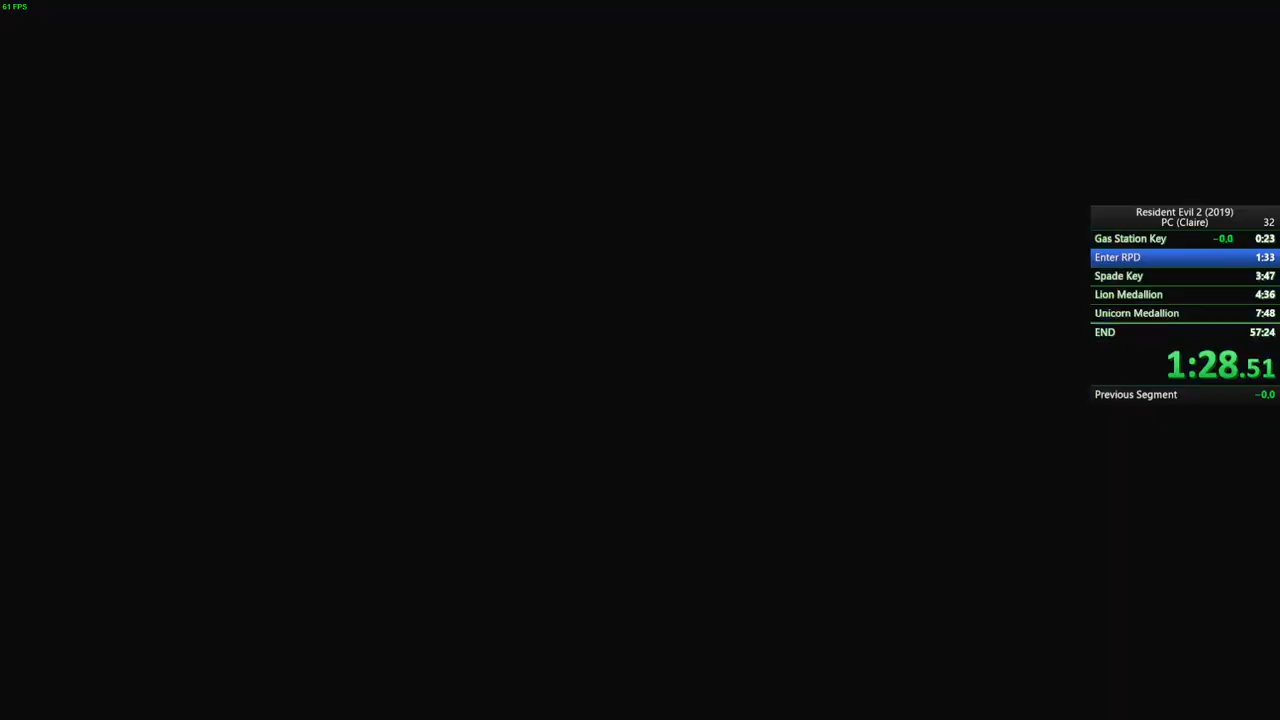 61 FPS
Resident Evil 2 (2019)
PC (Claire) 32
Gas Station Key −0.0 0:23
Enter RPD 1:33
Spade Key 3:47
Lion Medallion 4:36
Unicorn Medallion 7:48
END 57:24
1:28.51
Previous Segment −0.0